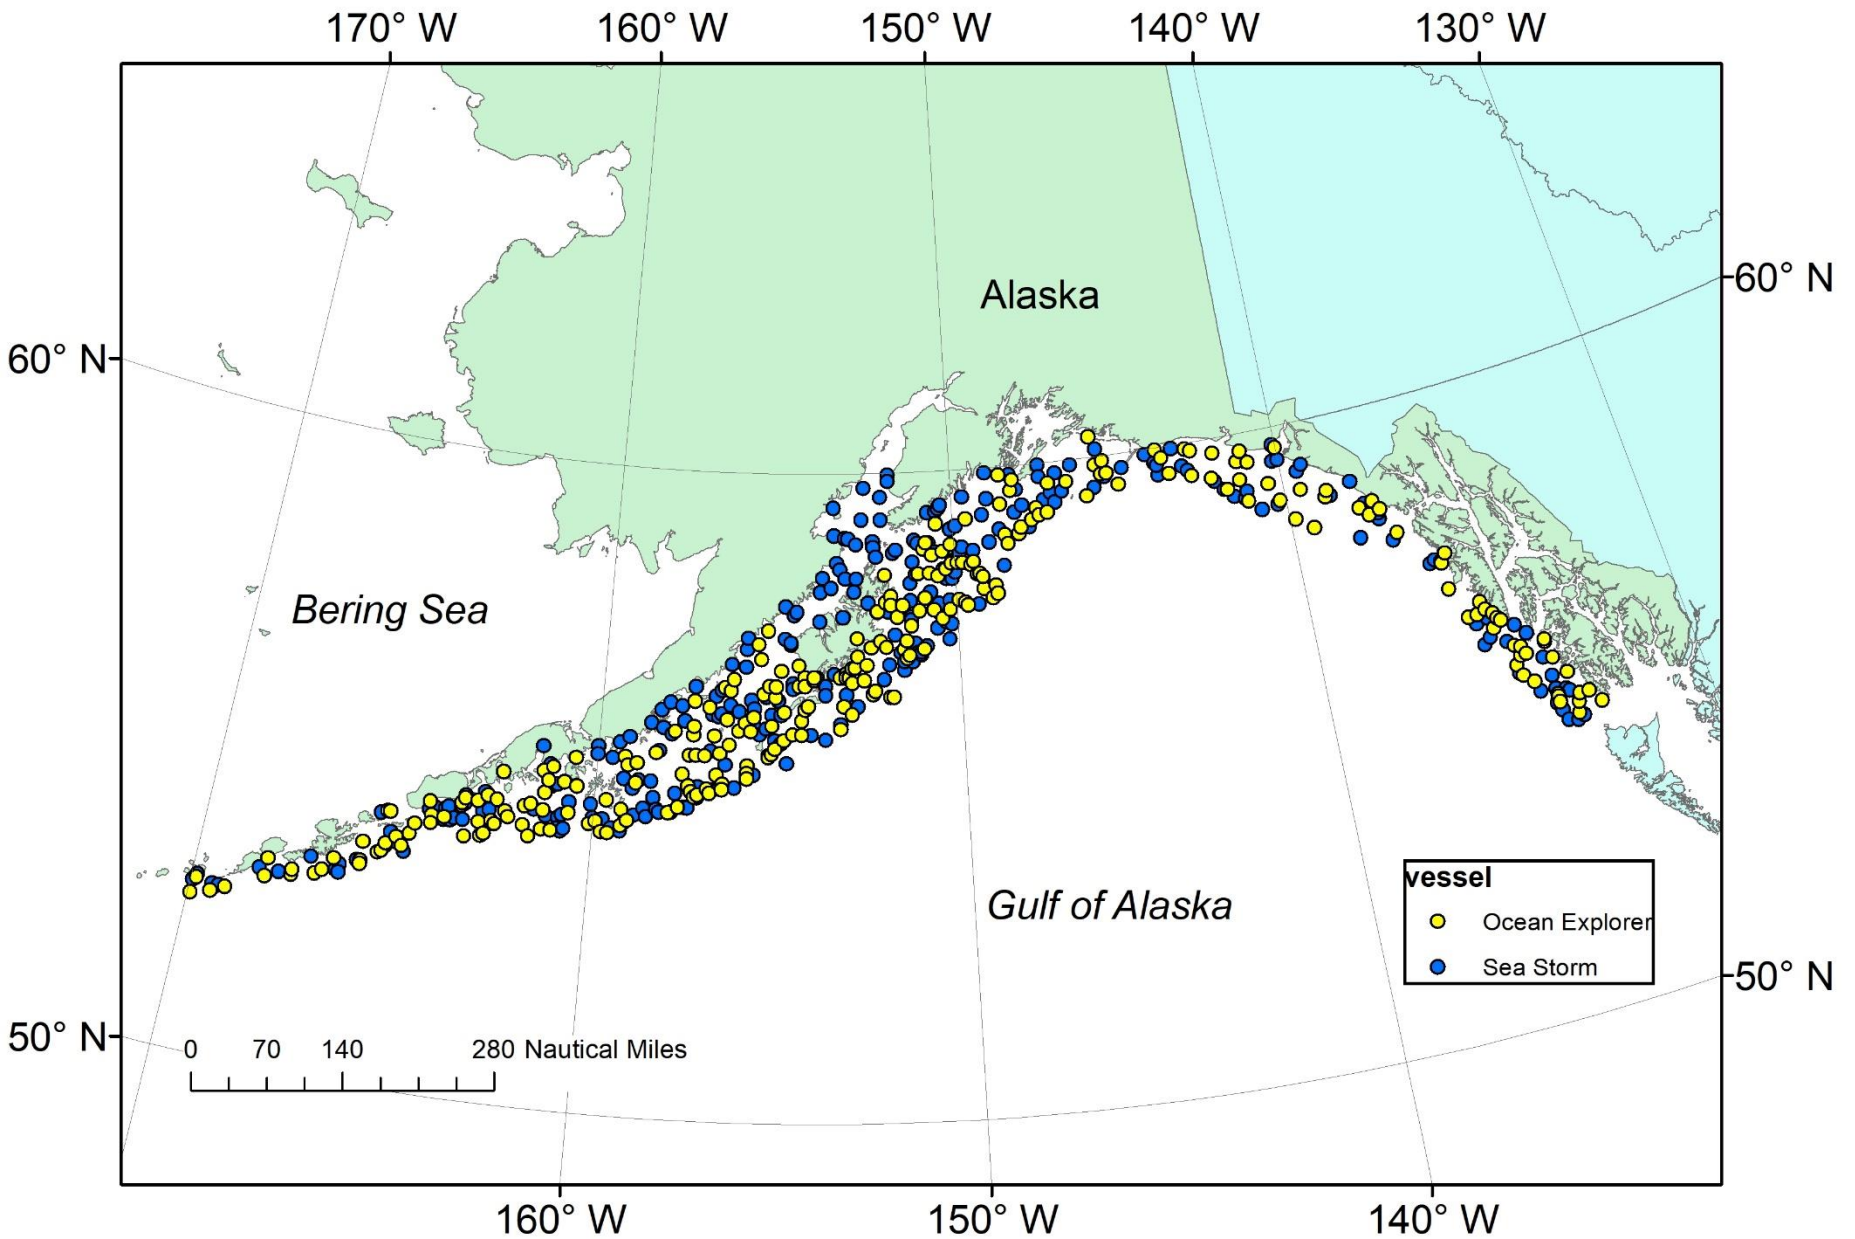 170° W 160° W 150° W 140° W 130° W
Alaska
60° N
60° N
Bering Sea
Gulf of Alaska
vessel
Ocean Explorer
Sea Storm
50° N
50° N
0 70 140 280 Nautical Miles
160° W 150° W 140° W